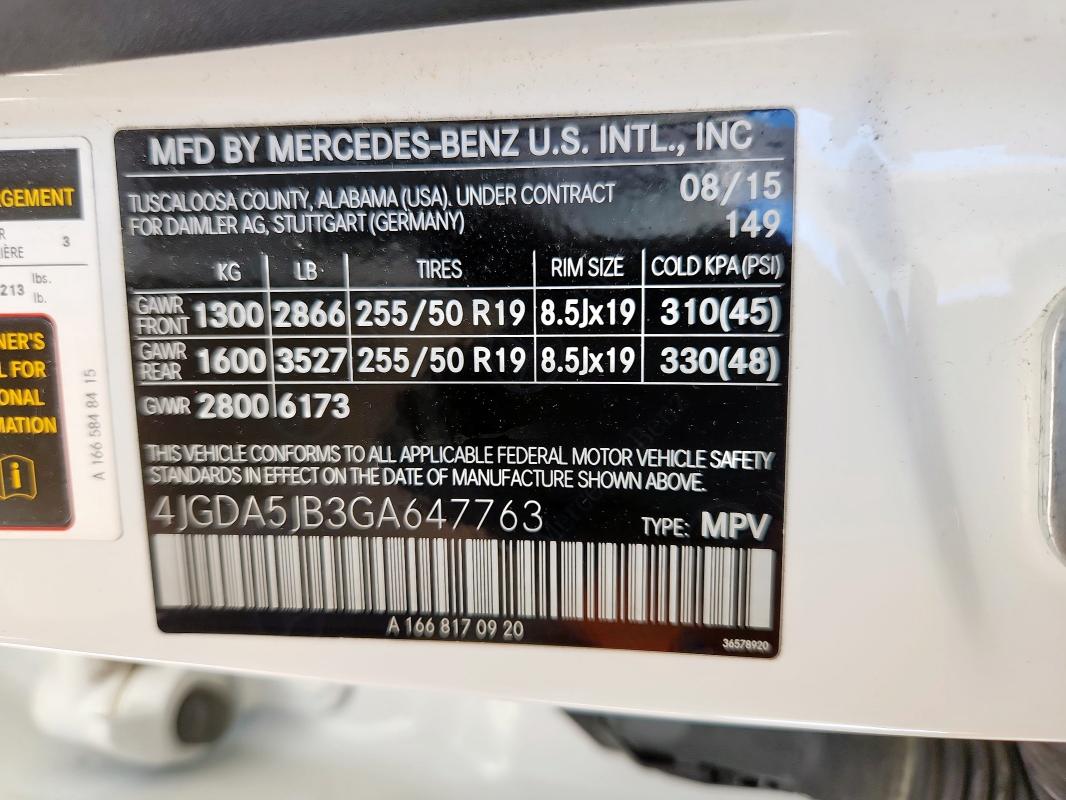 MFD BY MERCEDES-BENZ U.S. INTL., INC
TUSCALOOSA COUNTY, ALABAMA (USA). UNDER CONTRACT
FOR DAIMLER AG, STUTTGART (GERMANY)
08/15
149
KG LB TIRES RIM SIZE COLD KPA(PSI)
GAWR FRONT 1300 2866 255/50 R19 8.5Jx19 310(45)
GAWR REAR 1600 3527 255/50 R19 8.5Jx19 330(48)
GVWR 2800 6173
THIS VEHICLE CONFORMS TO ALL APPLICABLE FEDERAL MOTOR VEHICLE SAFETY
STANDARDS IN EFFECT ON THE DATE OF MANUFACTURE SHOWN ABOVE.
4JGDA5JB3GA647763
TYPE: MPV
A 166 817 09 20
36578920
3
213 lbs.
lb.
FOR
A 166 584 84 15